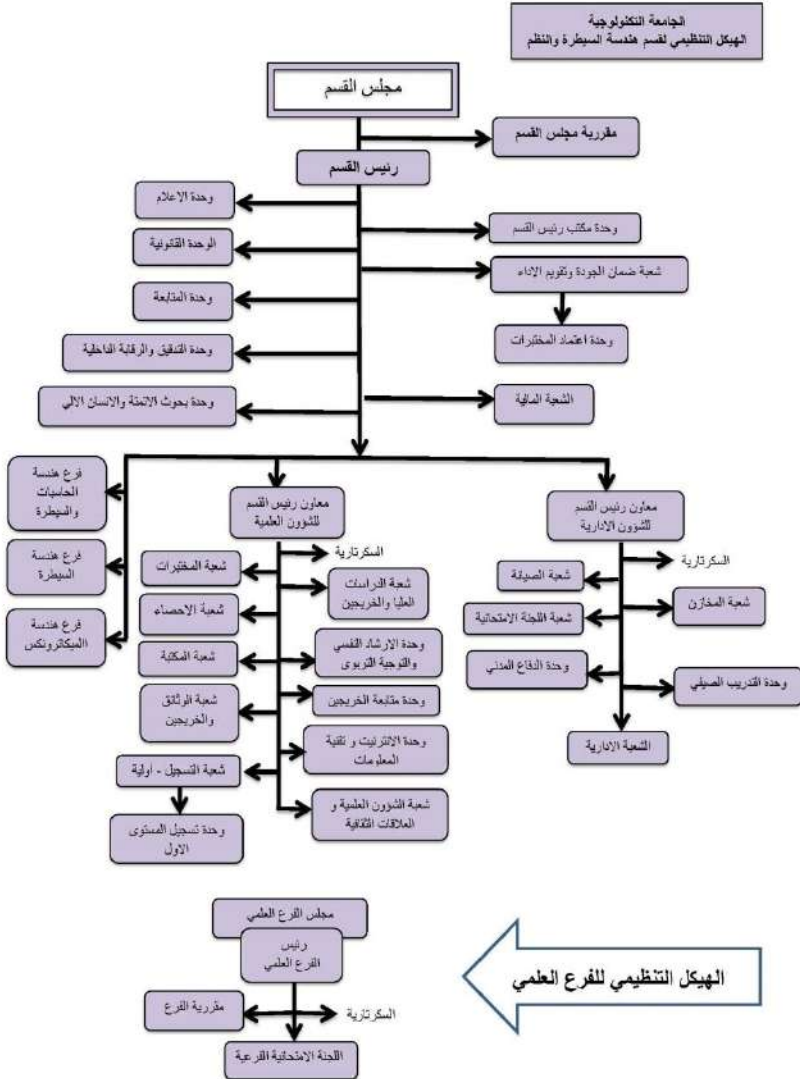 الجامعة التكنولوجية
الهيكل التنظيمي لقسم هندسة السيطرة والنظم
مجلس القسم
مقررية مجلس القسم
رئيس القسم
وحدة الاعلام
وحدة مكتب رئيس القسم
الوحدة القانونية
شعبة ضمان الجودة وتقويم الاداء
وحدة المتابعة
وحدة اعتماد المختبرات
وحدة التدقيق والرقابة الداخلية
الشعبة المالية
وحدة بحوث الاتمتة والانسان الالي
معاون رئيس القسم
للشؤون الادارية
السكرتارية
شعبة الصيانة
شعبة المخازن
شعبة اللجنة الامتحانية
وحدة الدفاع المدني
وحدة التدريب الصيفي
الشعبة الادارية
معاون رئيس القسم
للشؤون العلمية
السكرتارية
شعبة المختبرات
شعبة الدراسات
العليا والخريجين
شعبة الاحصاء
وحدة الارشاد النفسي
والتوجية التربوي
شعبة المكتبة
وحدة متابعة الخريجين
شعبة الوثائق
والخريجين
وحدة الانترنيت و تقنية
المعلومات
شعبة التسجيل - اولية
شعبة الشؤون العلمية و
العلاقات الثقافية
وحدة تسجيل المستوى
الاول
فرع هندسة
الحاسبات
والسيطرة
فرع هندسة
السيطرة
فرع هندسة
االميكاترونكس
الهيكل التنظيمي للفرع العلمي
مجلس الفرع العلمي
رئيس
الفرع العلمي
السكرتارية
مقررية الفرع
اللجنة الامتحانية الفرعية